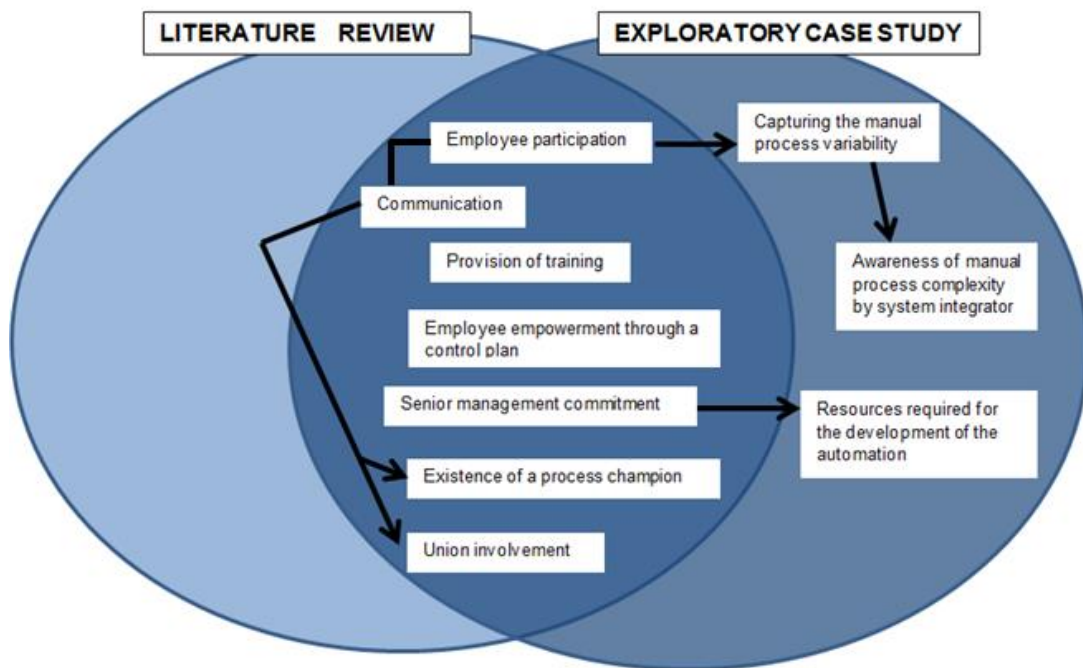 LITERATURE REVIEW
EXPLORATORY CASE STUDY
Employee participation
Capturing the manual
process variability
Communication
Provision of training
Awareness of manual
process complexity
by system integrator
Employee empowerment through a
control plan
Senior management commitment
Resources required for
the development of the
automation
Existence of a process champion
Union involvement